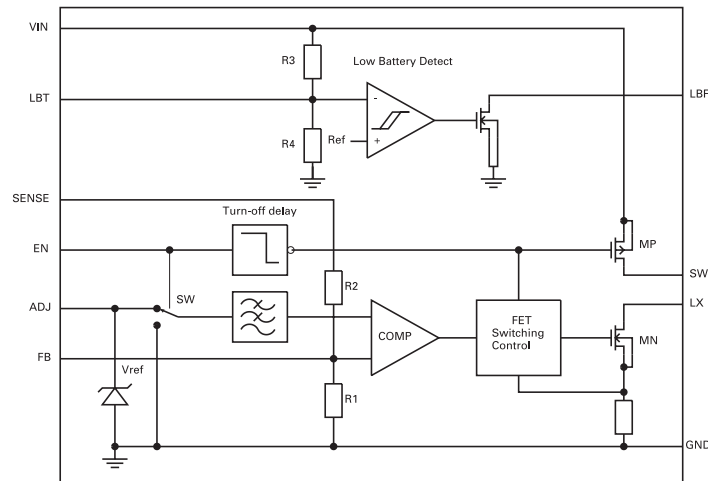 VIN
R3
Low Battery Detect
LBT
LBF
-
R4
Ref
+
SENSE
Turn-off delay
EN
MP
SW
R2
ADJ
SW
LX
FET
Switching
Control
COMP
MN
FB
Vref
R1
GND